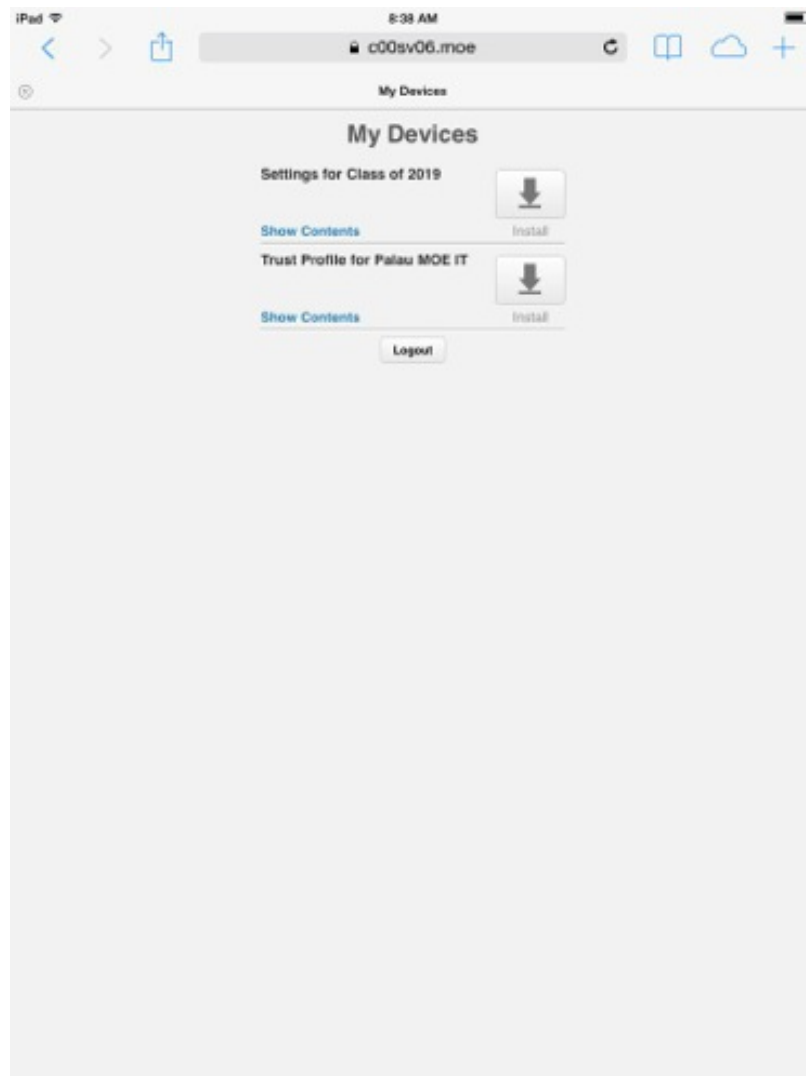 iPad
8:38 AM
c00sv06.moe
My Devices
My Devices
Settings for Class of 2019
Show Contents
Install
Trust Profile for Palau MOE IT
Show Contents
Install
Logout